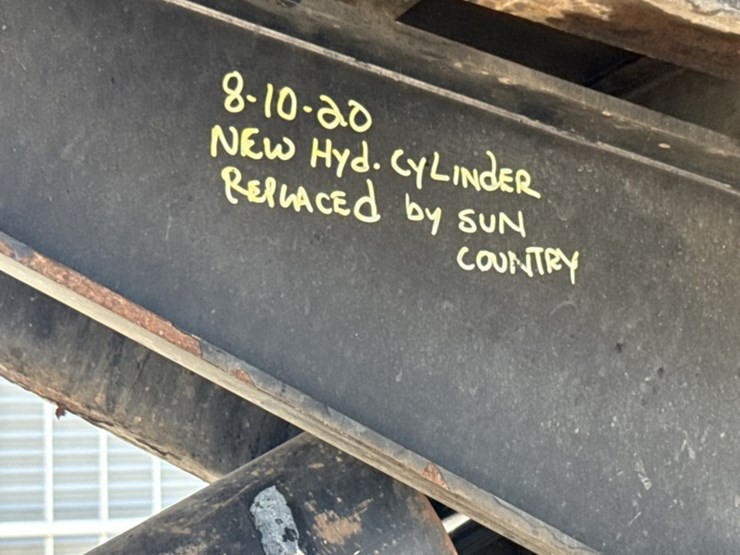 8-10-20
NEW Hyd. CYLINdER
REPLACEd by SUN
COUNTRY